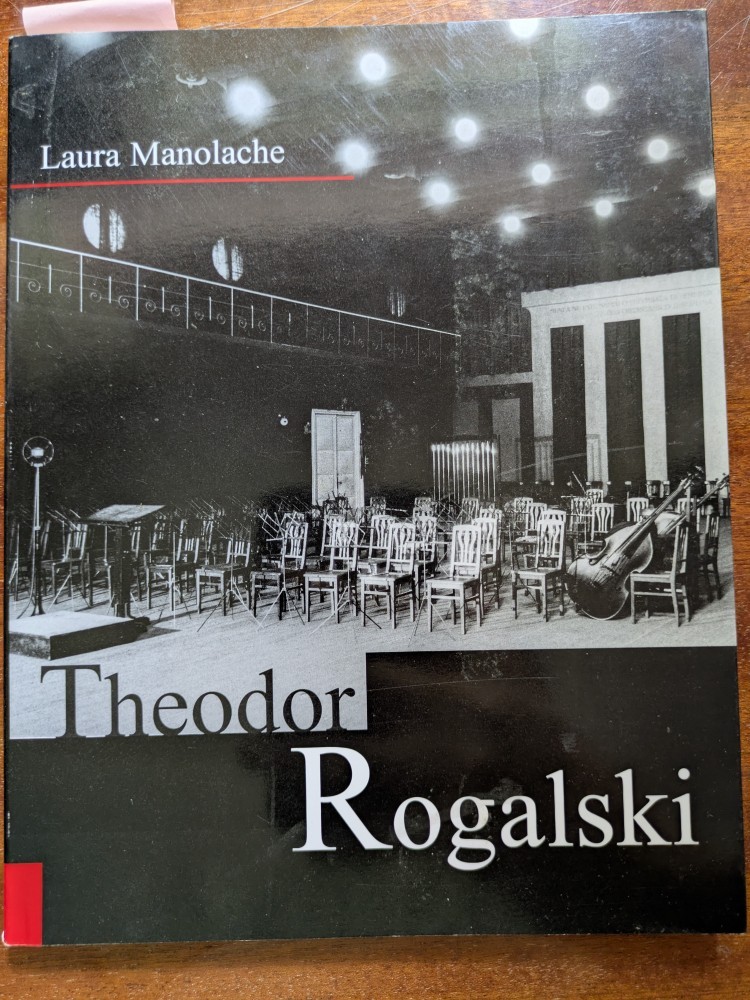 Laura Manolache
Theodor
Rogalski